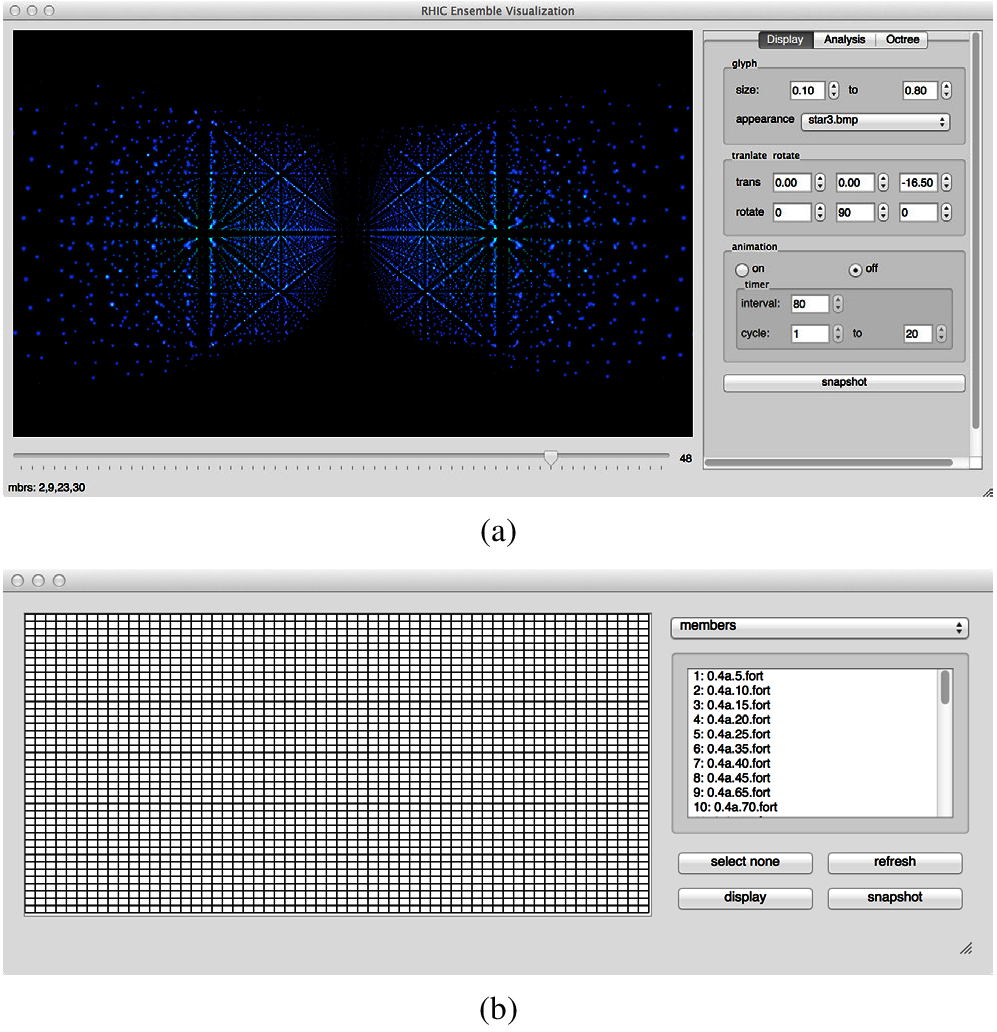 RHIC Ensemble Visualization
Display Analysis Octree
glyph
size: 0.10 to 0.80
appearance star3.bmp
tranlate rotate
trans 0.00 0.00 -16.50
rotate 0 90 0
animation
on off
timer
interval: 80
cycle: 1 to 20
snapshot
48
mbrs: 2,9,23,30
(a)
members
1: 0.4a.5.fort
2: 0.4a.10.fort
3: 0.4a.15.fort
4: 0.4a.20.fort
5: 0.4a.25.fort
6: 0.4a.35.fort
7: 0.4a.40.fort
8: 0.4a.45.fort
9: 0.4a.65.fort
10: 0.4a.70.fort
select none refresh
display snapshot
(b)